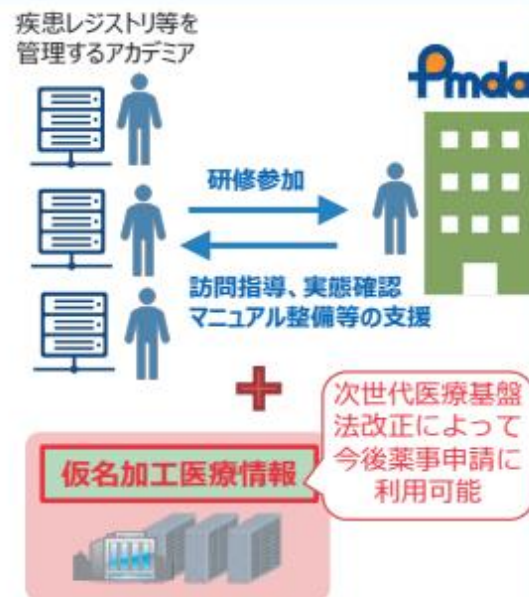 疾患レジストリ等を
管理するアカデミア
Pmda
研修参加
訪問指導、実態確認
マニュアル整備等の支援
次世代医療基盤
法改正によって
今後薬事申請に
利用可能
仮名加工医療情報